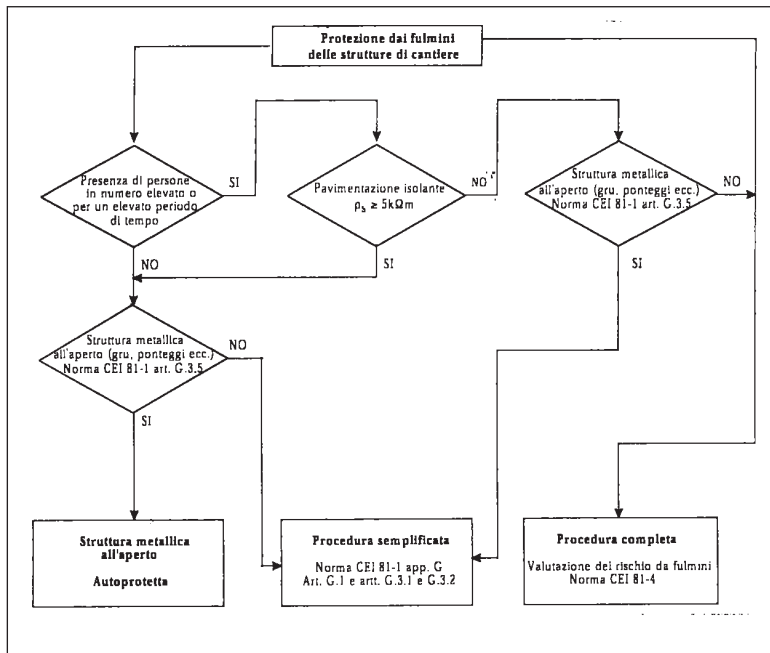 Protezione dai fulmini
delle strutture di cantiere
Presenza di persone
in numero elevato o
per un elevato periodo
di tempo
SI
NO
Pavimentazione isolante
ρs ≥ 5kΩm
NO
SI
Struttura metallica
all'aperto (gru, ponteggi ecc.)
Norma CEI 81-1 art. G.3.5
NO
SI
Struttura metallica
all'aperto (gru, ponteggi ecc.)
Norma CEI 81-1 art. G.3.5
NO
SI
Struttura metallica
all'aperto
Autoprotetta
Procedura semplificata
Norma CEI 81-1 app. G
Art. G.1 e artt. G.3.1 e G.3.2
Procedura completa
Valutazione del rischio da fulmini
Norma CEI 81-4